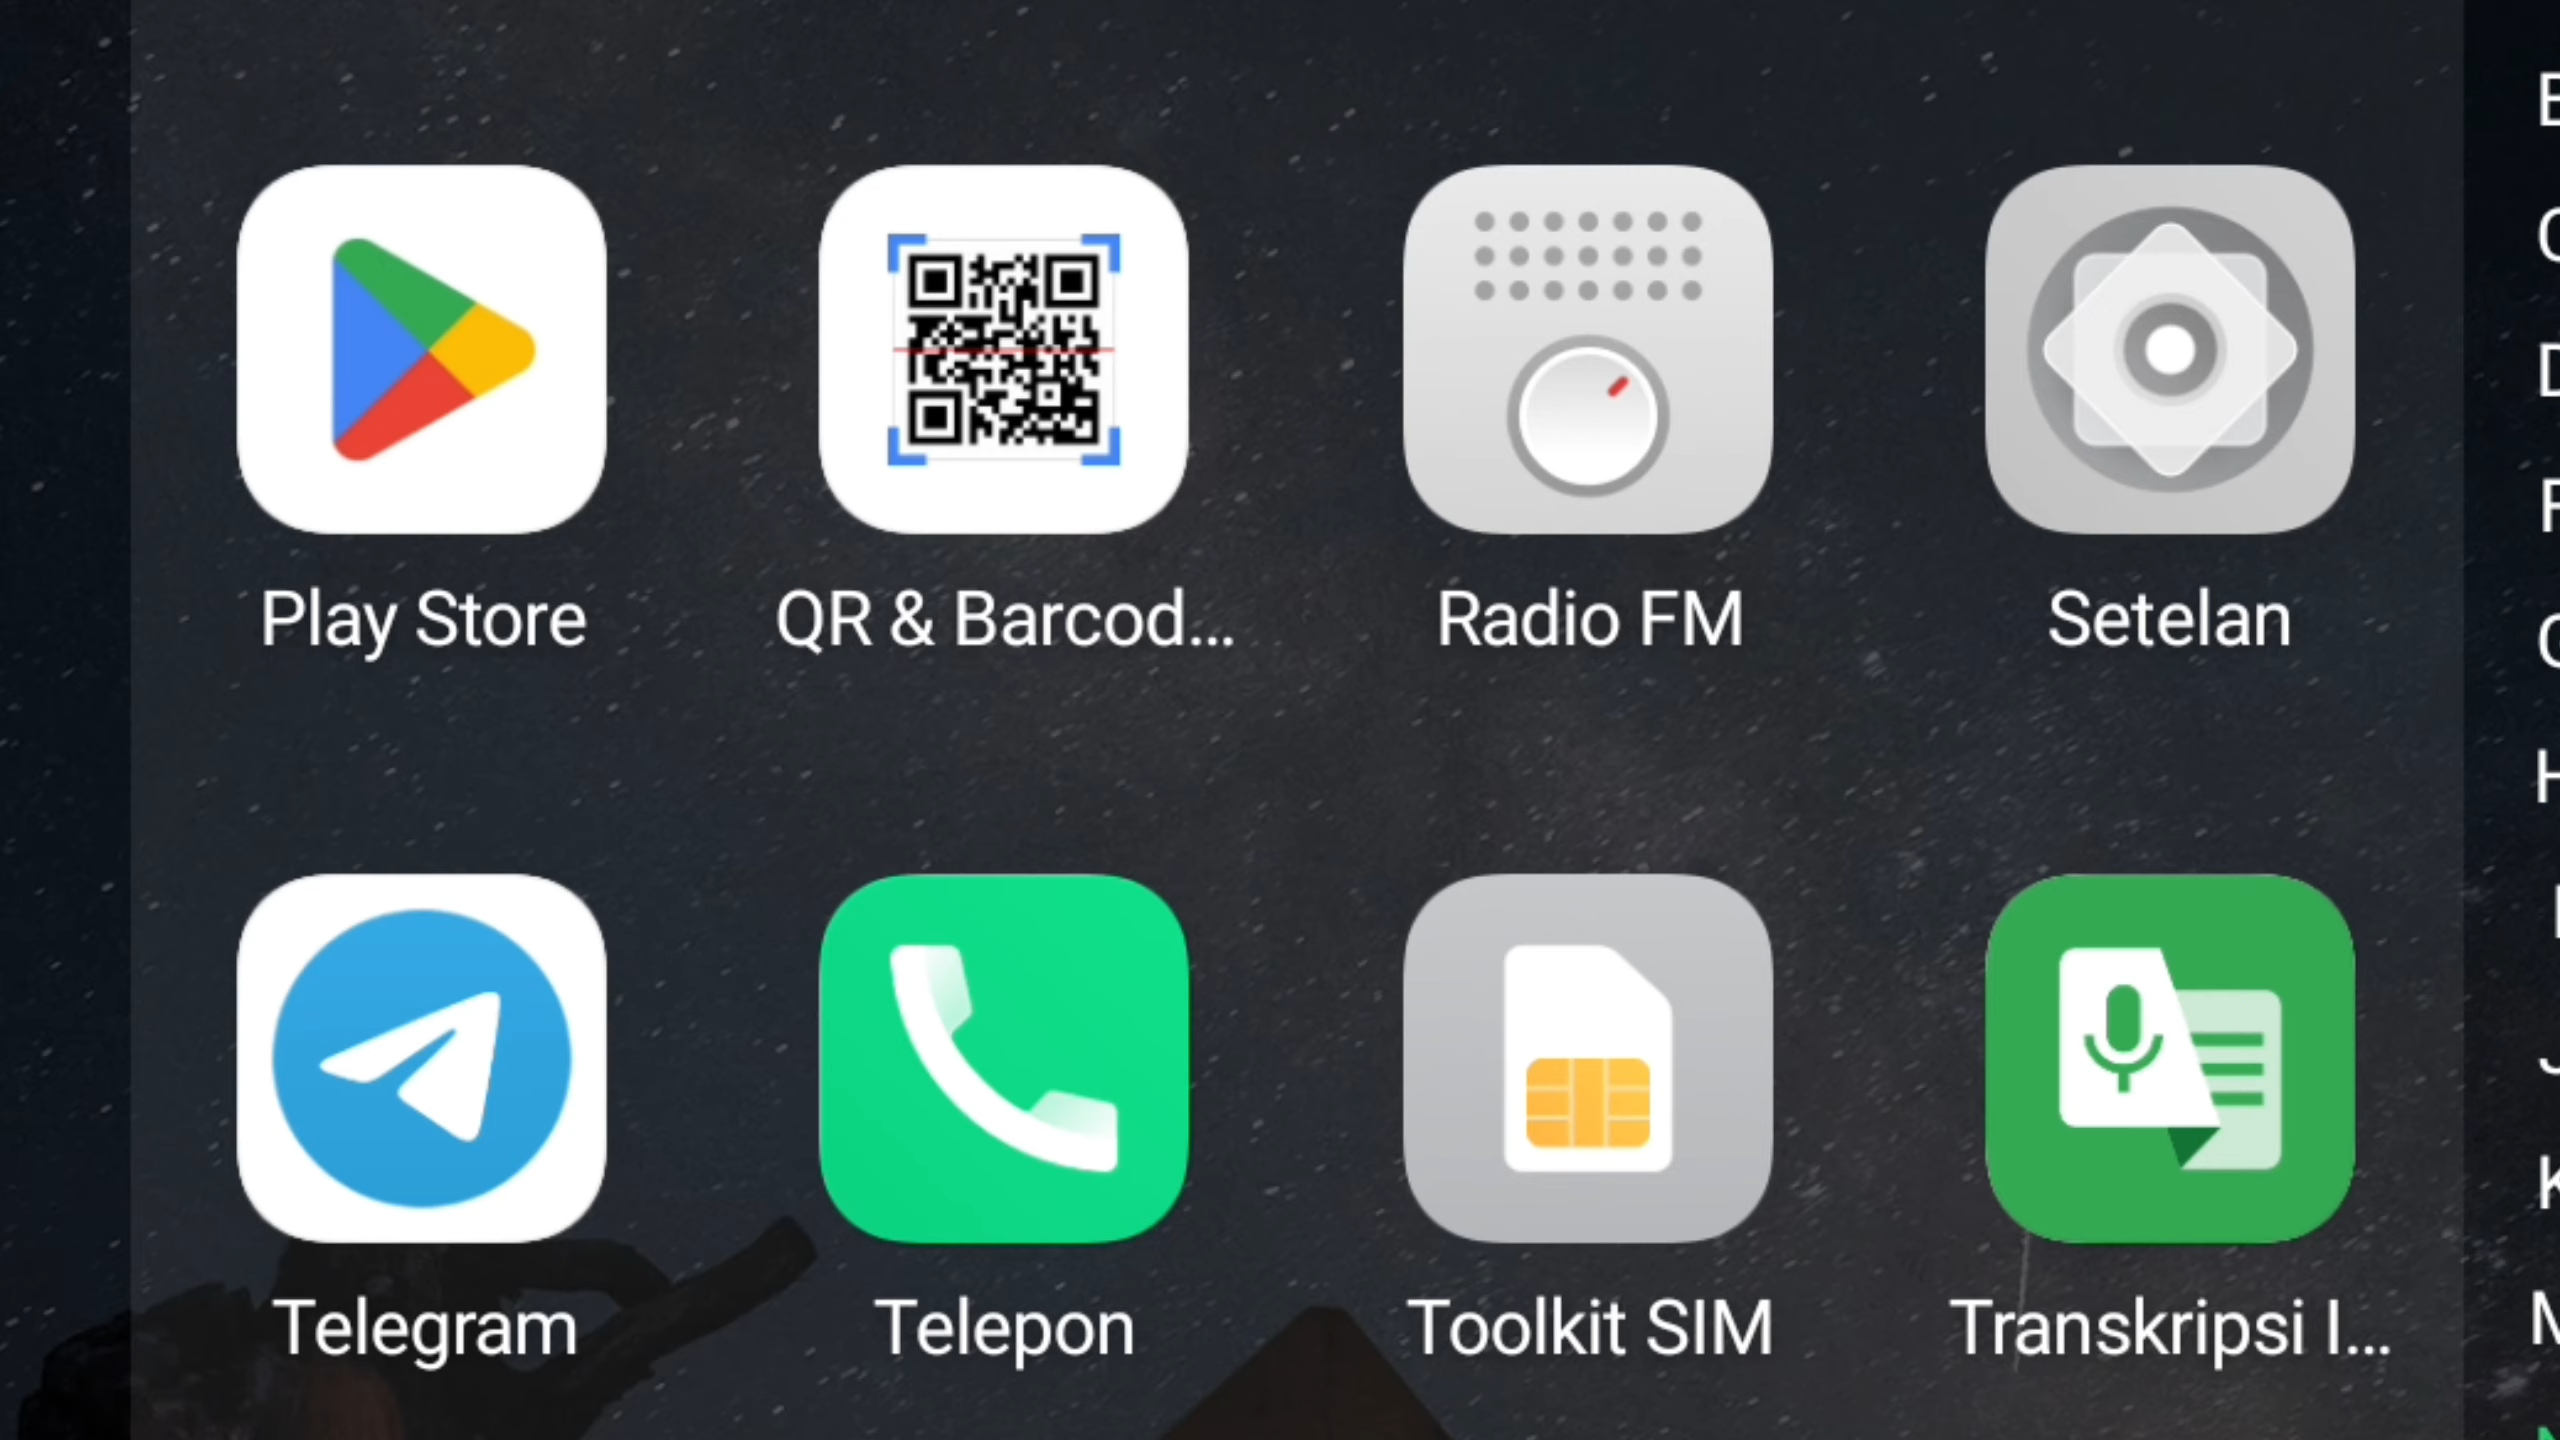 Play Store
QR & Barcod...
Radio FM
Setelan
Telegram
Telepon
Toolkit SIM
Transkripsi I...
D
H
J
K
M